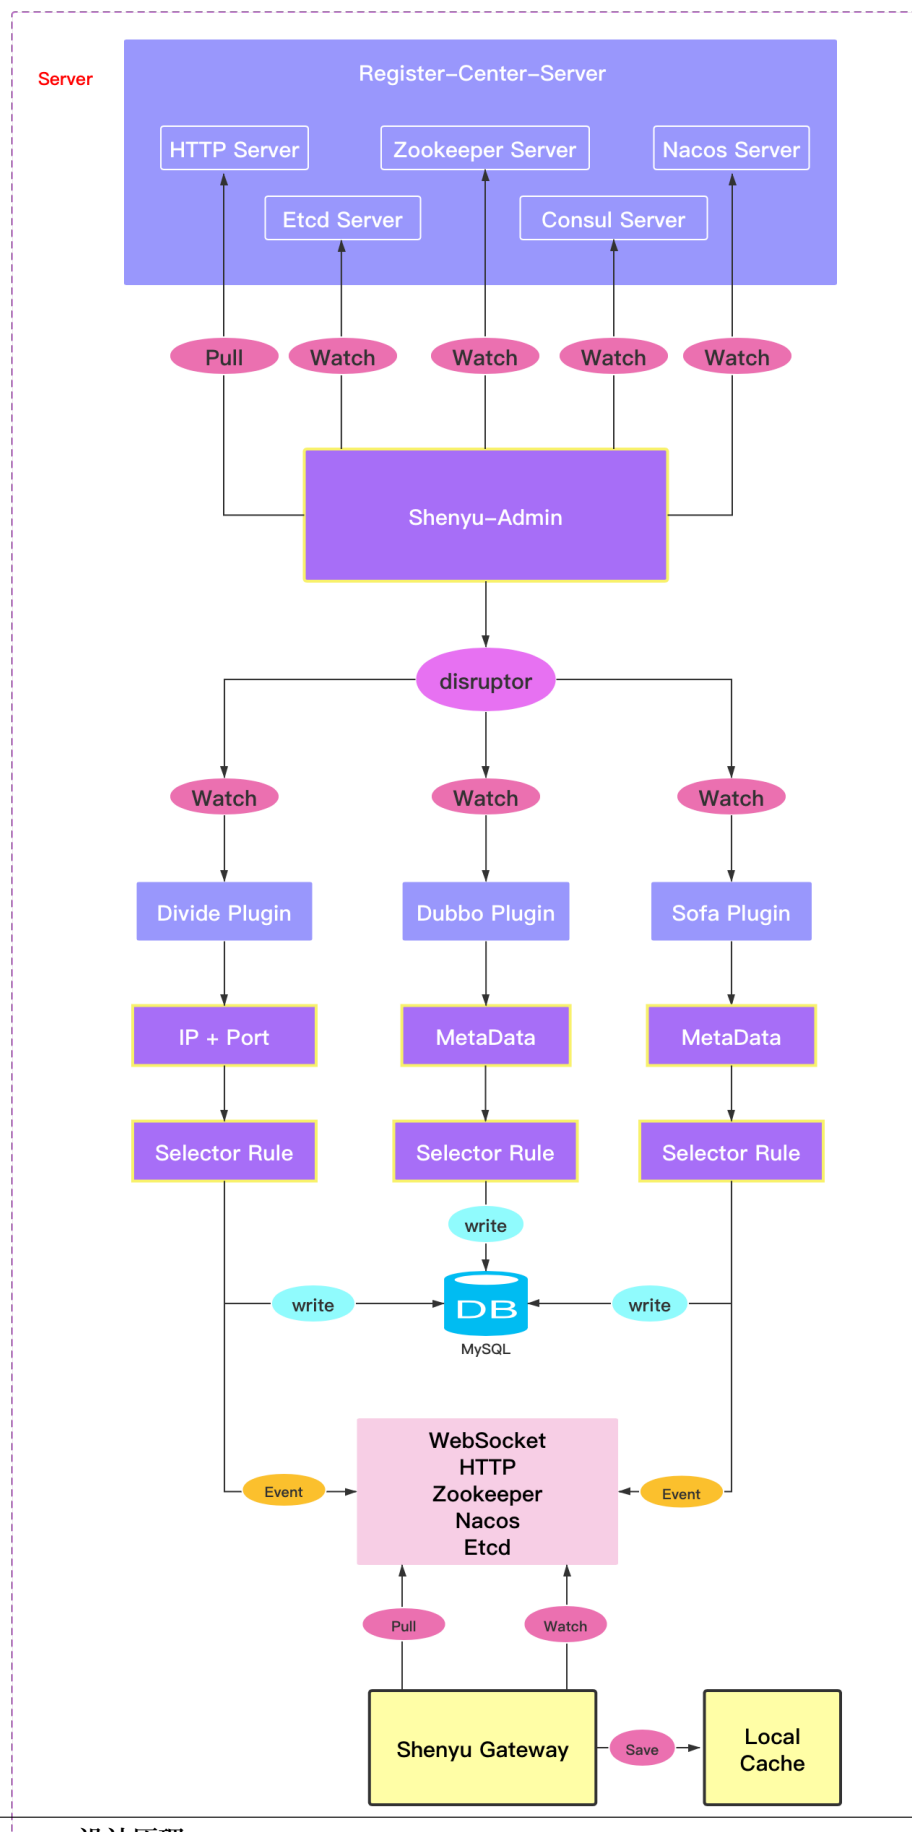 Server
Register-Center-Server
HTTP Server
Zookeeper Server
Nacos Server
Etcd Server
Consul Server
Pull
Watch
Watch
Watch
Watch
Shenyu-Admin
disruptor
Watch
Watch
Watch
Divide Plugin
Dubbo Plugin
Sofa Plugin
IP + Port
MetaData
MetaData
Selector Rule
Selector Rule
Selector Rule
write
write
DB
write
MySQL
WebSocket
HTTP
Zookeeper
Nacos
Etcd
Event
Event
Pull
Watch
Shenyu Gateway
Save
Local
Cache